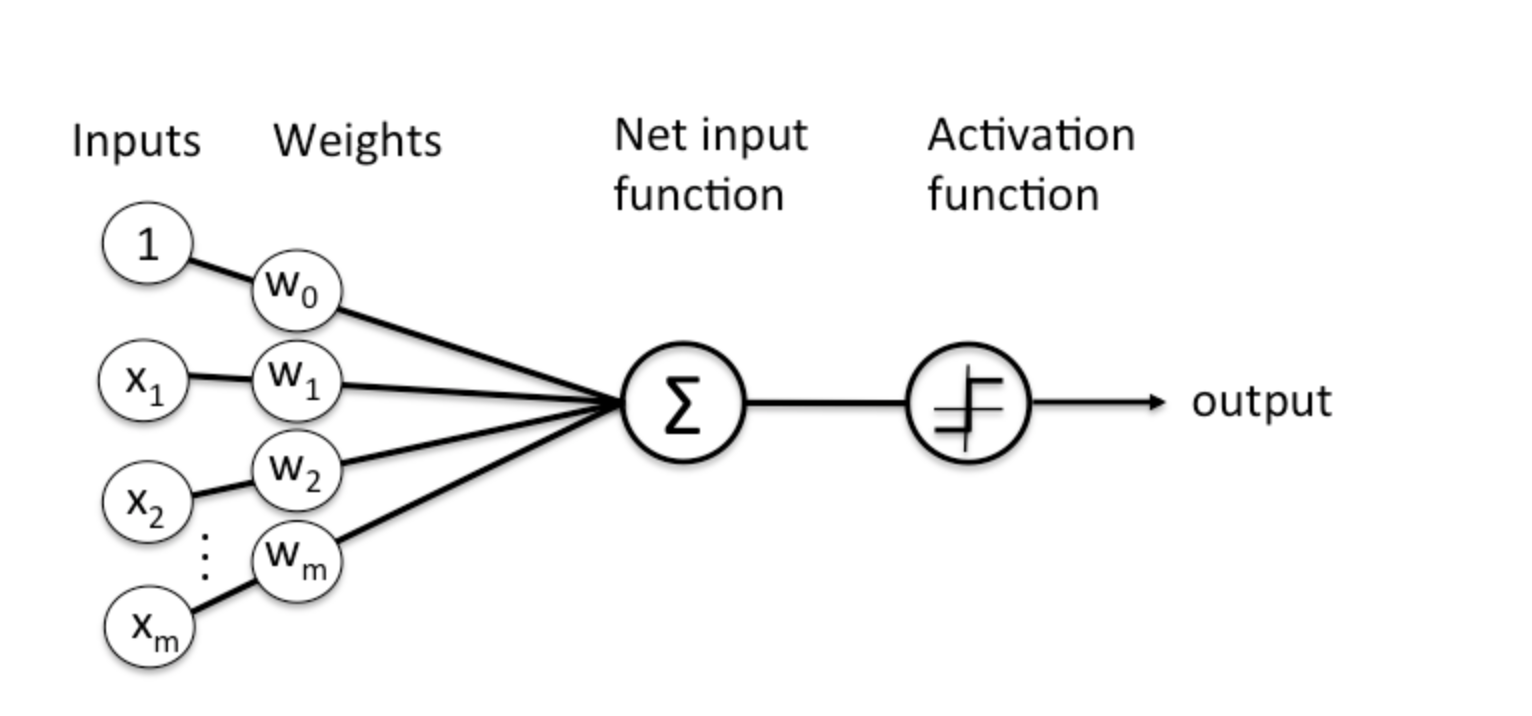 Inputs
Weights
Net input
function
Activation
function
1
w0
x1
w1
x2
w2
⋮
xm
wm
Σ
output